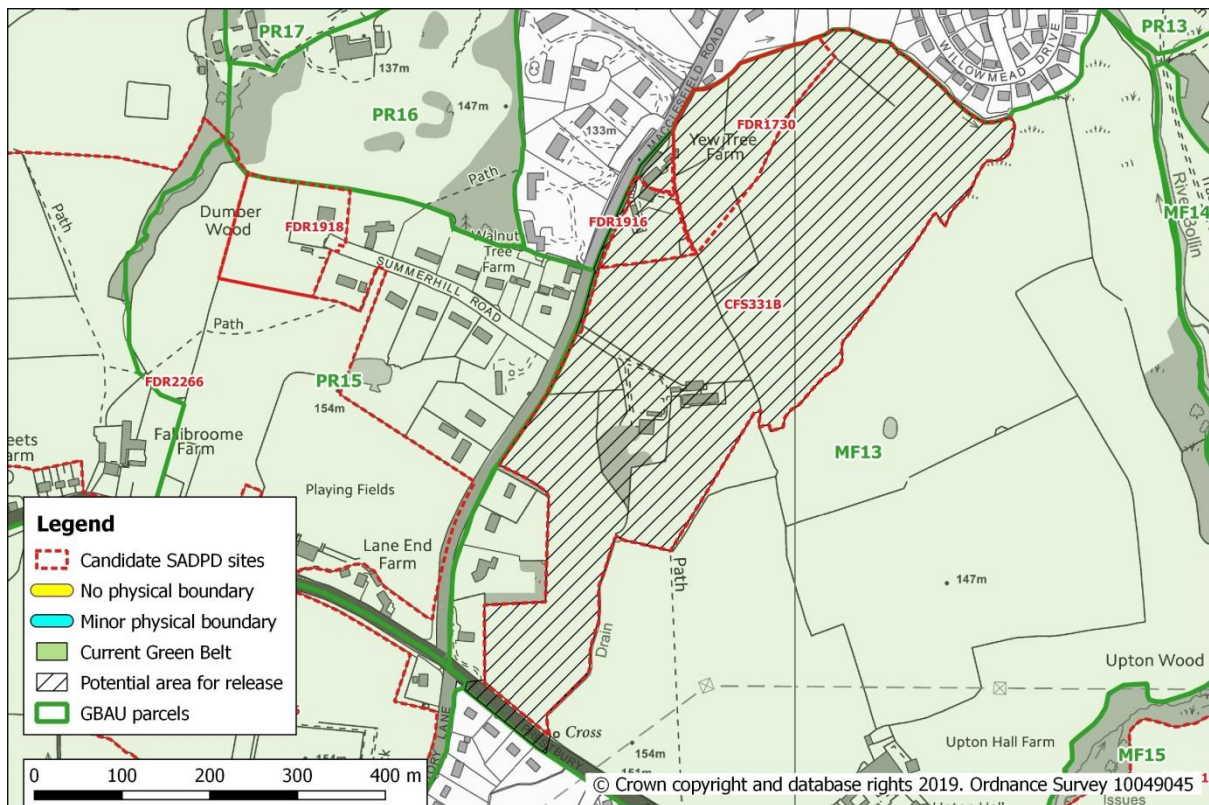 PR17
137m
PR16
147m
MACCLESFIELD ROAD
133m
WILLOWMEAD DRIVE
PR13
FDR1730
Yew Tree
Farm
Path
Path
Dumber
Wood
FDR1918
Walnut
Tree
Farm
FDR1916
River Bollin
MF14
SUMMERHILL ROAD
CFS331B
Path
FDR2266
PR15
154m
Fallibroome
Farm
MF13
Playing Fields
Lane End
Farm
147m
Path
Drain
Upton Wood
Cross
LANE
154m
154m
Upton Hall Farm
MF15
Issues
Legend
Candidate SADPD sites
No physical boundary
Minor physical boundary
Current Green Belt
Potential area for release
GBAU parcels
0 100 200 300 400 m
© Crown copyright and database rights 2019. Ordnance Survey 10049045